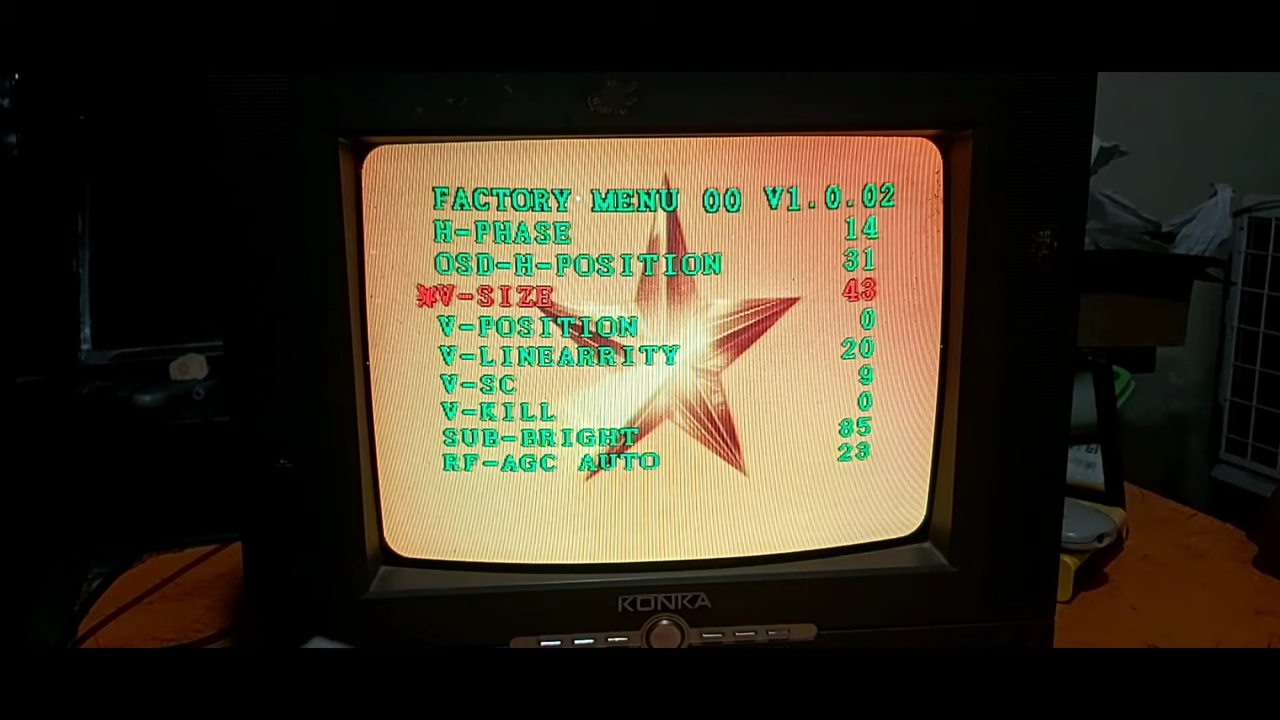 FACTORY MENU 00 V1.0.02
H-PHASE 14
OSD-H-POSITION 31
*V-SIZE 43
V-POSITION 0
V-LINEARRITY 20
V-SC 9
V-KILL 0
SUB-BRIGHT 85
RF-AGC AUTO 23
KONKA